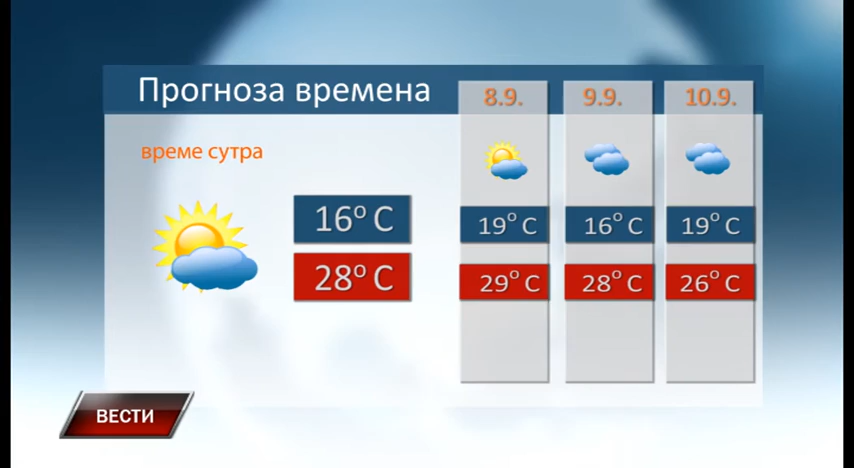 Прогноза времена
време сутра
16° C
28° C
8.9.
9.9.
10.9.
19° C
16° C
19° C
29° C
28° C
26° C
ВЕСТИ